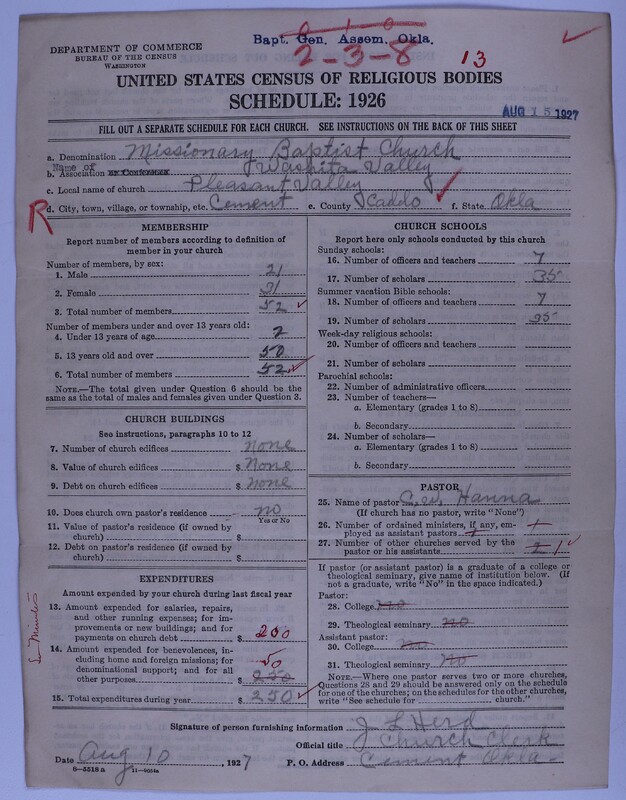 0 1 0
Bapt. Gen. Assem. Okla.
2-3-8 13
DEPARTMENT OF COMMERCE
BUREAU OF THE CENSUS
WASHINGTON
UNITED STATES CENSUS OF RELIGIOUS BODIES
SCHEDULE: 1926
AUG 15 1927
FILL OUT A SEPARATE SCHEDULE FOR EACH CHURCH. SEE INSTRUCTIONS ON THE BACK OF THIS SHEET
a. Denomination Missionary Baptist Church
Name of
b. Association or Conference Washita Valley
c. Local name of church Pleasant Valley
R d. City, town, village, or township, etc. Cement e. County Caddo f. State Okla
MEMBERSHIP
Report number of members according to definition of
member in your church
Number of members, by sex:
1. Male 21
2. Female 31
3. Total number of members 52
Number of members under and over 13 years old:
4. Under 13 years of age 2
5. 13 years old and over 50
6. Total number of members 52
NOTE.—The total given under Question 6 should be the
same as the total of males and females given under Question 3.
CHURCH BUILDINGS
See instructions, paragraphs 10 to 12
7. Number of church edifices none
8. Value of church edifices $ None
9. Debt on church edifices $ None
10. Does church own pastor's residence no
Yes or No
11. Value of pastor's residence (if owned by
church) $
12. Debt on pastor's residence (if owned by
church) $
EXPENDITURES
Amount expended by your church during last fiscal year
13. Amount expended for salaries, repairs,
and other running expenses; for im-
provements or new buildings; and for
payments on church debt $ 200
14. Amount expended for benevolences, in-
cluding home and foreign missions; for
denominational support; and for all
other purposes $ 50
250
15. Total expenditures during year $ 250
CHURCH SCHOOLS
Report here only schools conducted by this church
Sunday schools:
16. Number of officers and teachers 7
17. Number of scholars 35
Summer vacation Bible schools:
18. Number of officers and teachers 7
19. Number of scholars
Week-day religious schools:
20. Number of officers and teachers
21. Number of scholars
Parochial schools:
22. Number of administrative officers
23. Number of teachers—
a. Elementary (grades 1 to 8)
b. Secondary
24. Number of scholars—
a. Elementary (grades 1 to 8)
b. Secondary
PASTOR
25. Name of pastor C. W. Hanna
(If church has no pastor, write "None")
26. Number of ordained ministers, if any, em-
ployed as assistant pastors
27. Number of other churches served by the
pastor or his assistants 2 1
If pastor (or assistant pastor) is a graduate of a college or
theological seminary, give name of institution below. (If
not a graduate, write "No" in the space indicated.)
Pastor:
28. College No
29. Theological seminary No
Assistant pastor:
30. College No
31. Theological seminary No
NOTE.—Where one pastor serves two or more churches,
Questions 28 and 29 should be answered only on the schedule
for one of the churches; on the schedules for the other churches,
write "See schedule for church."
Signature of person furnishing information J L Herd
Official title Church Clerk
Date Aug 10, 1927 P. O. Address Cement Okla-
8-5518 a